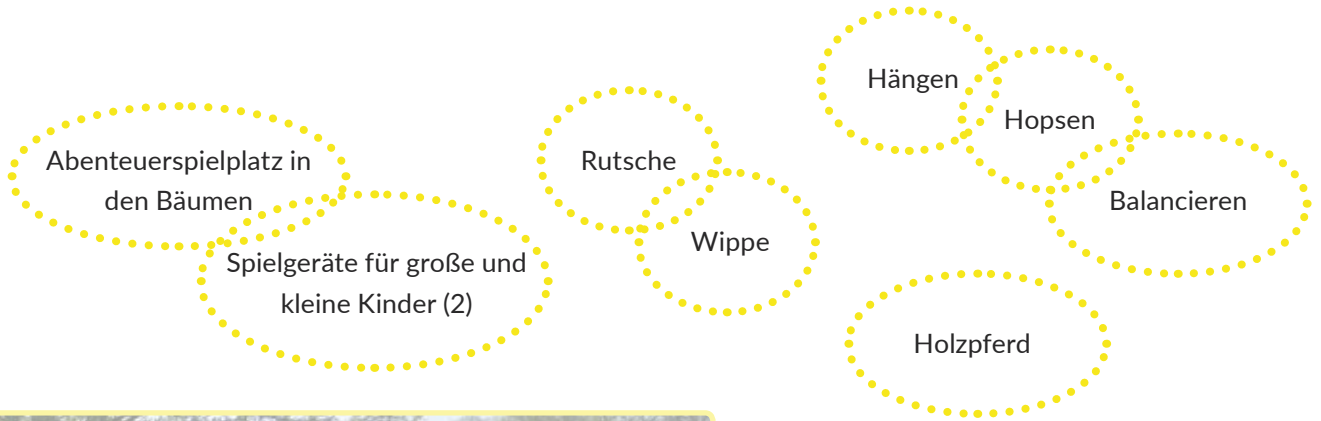 Abenteuerspielplatz in
den Bäumen
Spielgeräte für große und
kleine Kinder (2)
Rutsche
Wippe
Hängen
Hopsen
Balancieren
Holzpferd